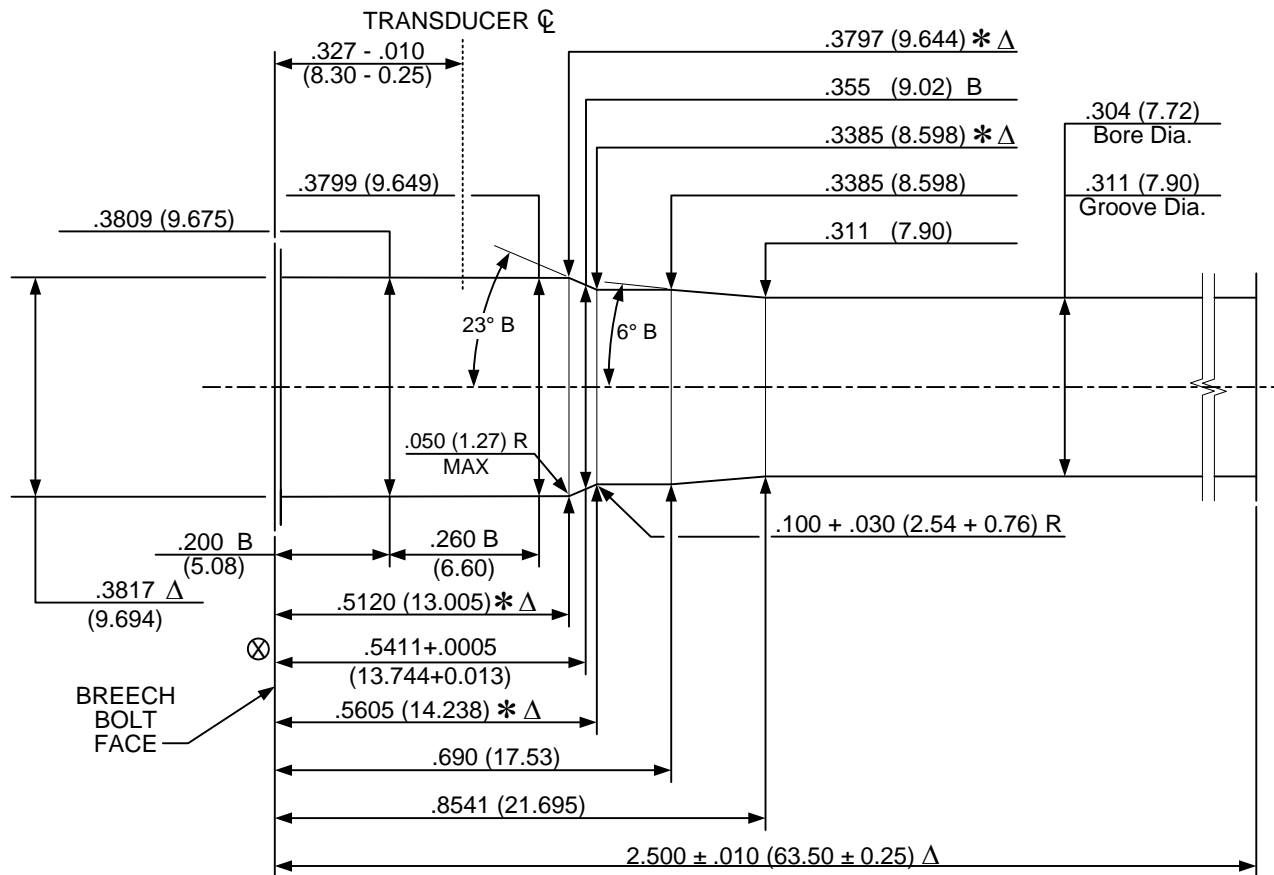 TRANSDUCER ℄
.327 - .010
(8.30 - 0.25)
.3797 (9.644) * Δ
.355 (9.02) B
.304 (7.72)
Bore Dia.
.3385 (8.598) * Δ
.3799 (9.649)
.3385 (8.598)
.311 (7.90)
Groove Dia.
.3809 (9.675)
.311 (7.90)
23° B
6° B
.050 (1.27) R
MAX
.100 + .030 (2.54 + 0.76) R
.200 B
(5.08)
.260 B
(6.60)
.3817 Δ
(9.694)
.5120 (13.005) * Δ
⊗
.5411+.0005
(13.744+0.013)
BREECH
BOLT
FACE
.5605 (14.238) * Δ
.690 (17.53)
.8541 (21.695)
2.500 ± .010 (63.50 ± 0.25) Δ